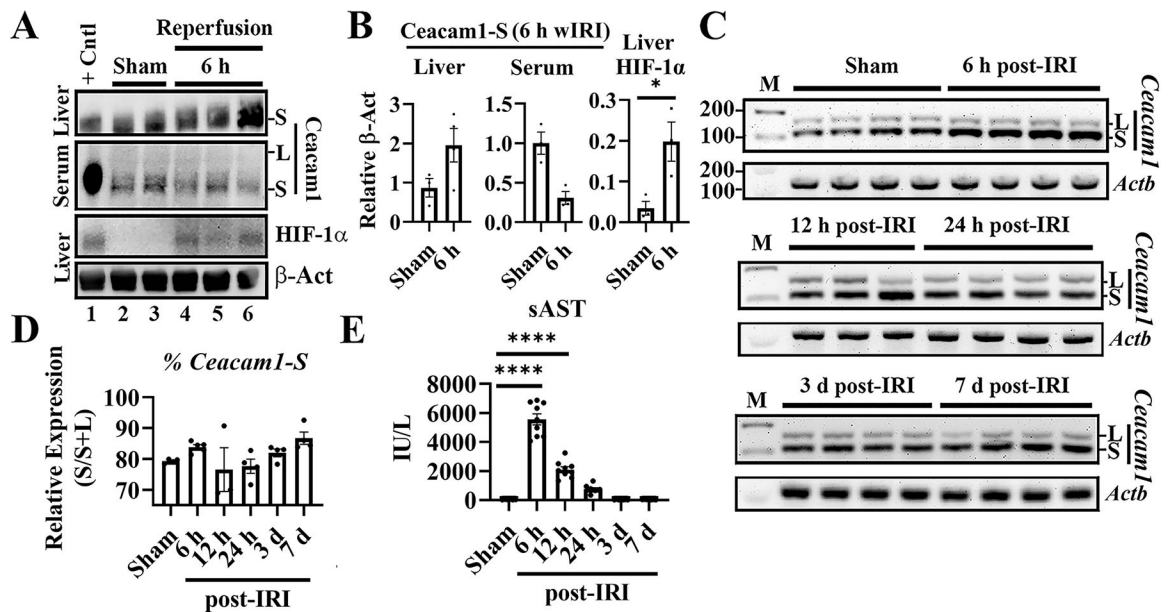 A
Reperfusion
+ Cntl
Sham
6 h
Liver
S
Serum
L
S
Ceacam1
Liver
HIF-1α
β-Act
1 2 3 4 5 6
B
Ceacam1-S (6 h wIRI)
Liver
Serum
Liver
HIF-1α
*
Relative β-Act
3
2
1
0
Sham
6 h
1.5
1.0
0.5
0.0
Sham
6 h
0.3
0.2
0.1
0.0
Sham
6 h
C
M
Sham
6 h post-IRI
200
100
L
S
Ceacam1
200
100
Actb
M
12 h post-IRI
24 h post-IRI
L
S
Ceacam1
Actb
M
3 d post-IRI
7 d post-IRI
L
S
Ceacam1
Actb
D
% Ceacam1-S
Relative Expression
(S/S+L)
100
90
80
70
Sham
6 h
12 h
24 h
3 d
7 d
post-IRI
E
sAST
****
****
IU/L
8000
6000
4000
2000
0
Sham
6 h
12 h
24 h
3 d
7 d
post-IRI